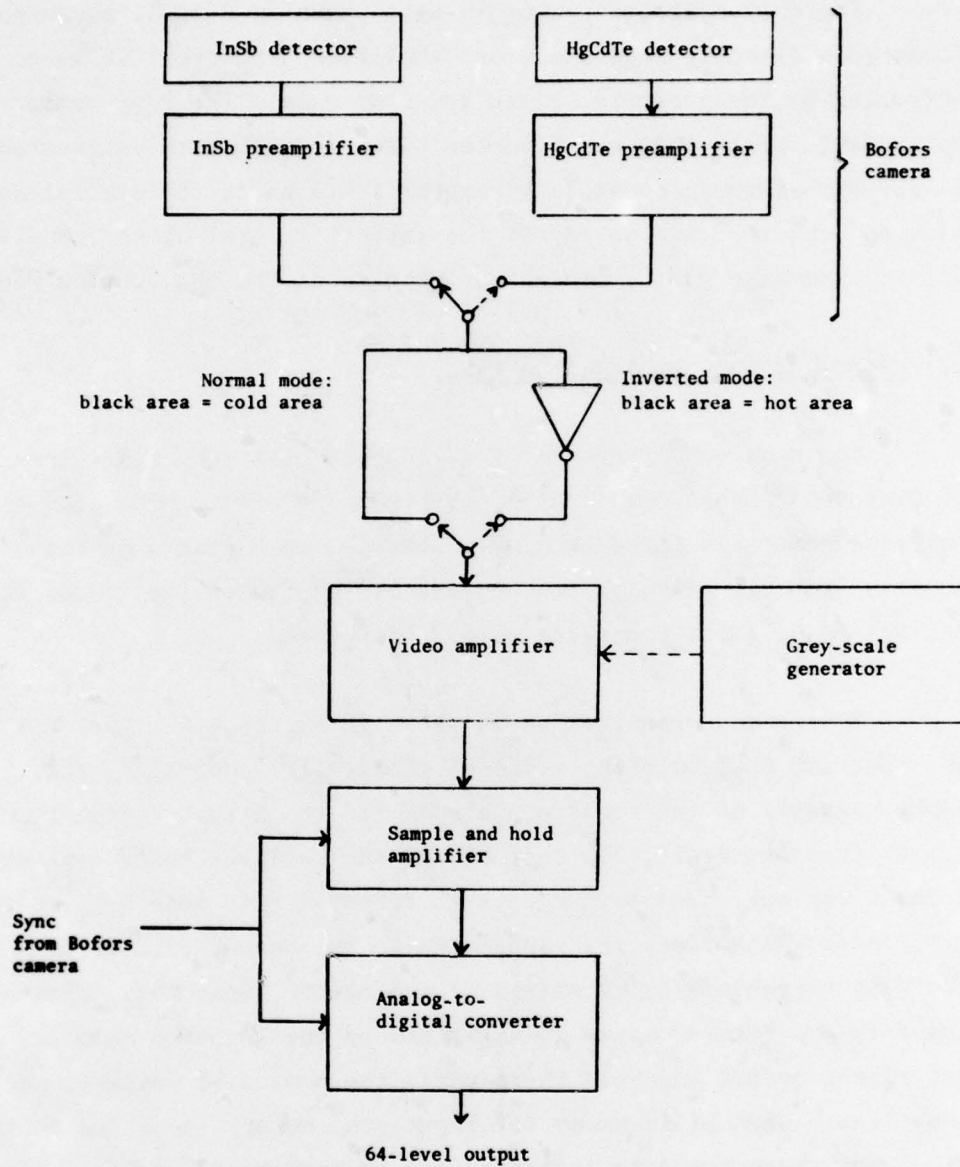 InSb detector
HgCdTe detector
InSb preamplifier
HgCdTe preamplifier
Bofors
camera
Normal mode:
black area = cold area
Inverted mode:
black area = hot area
Video amplifier
Grey-scale
generator
Sample and hold
amplifier
Sync
from Bofors
camera
Analog-to-
digital converter
64-level output